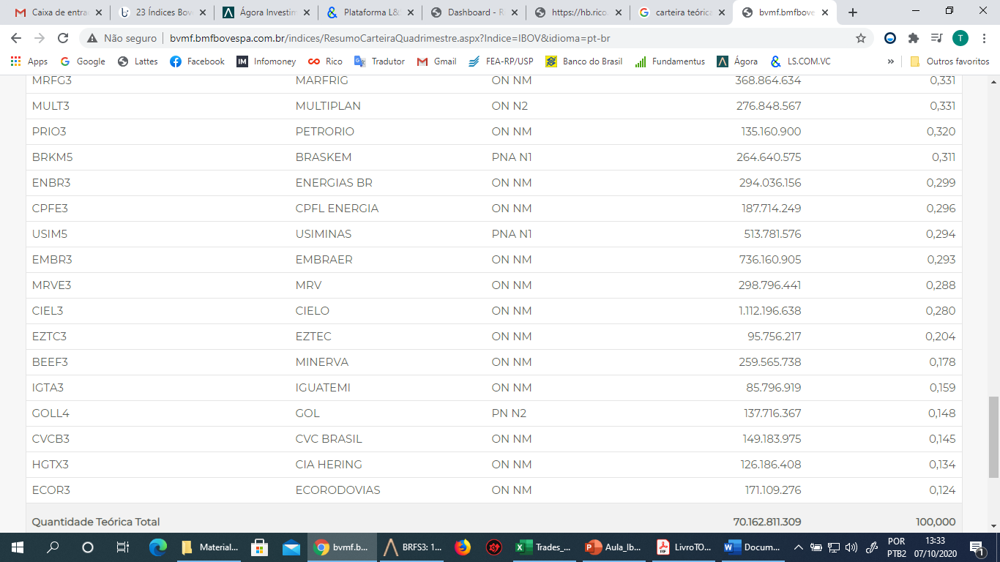 Caixa de entra 23 Índices Bov Ágora Investim Plataforma L& Dashboard - R https://hb.rico. carteira teórica bvmf.bmfbove
Não seguro | bvmf.bmfbovespa.com.br/indices/ResumoCarteiraQuadrimestre.aspx?Indice=IBOV&idioma=pt-br T
Apps Google Lattes Facebook IM Infomoney Rico Tradutor Gmail FEA-RP/USP Banco do Brasil Fundamentus Ágora LS.COM.VC » Outros favoritos
MRFG3 MARFRIG ON NM 368.864.634 0,331
MULT3 MULTIPLAN ON N2 276.848.567 0,331
PRIO3 PETRORIO ON NM 135.160.900 0,320
BRKM5 BRASKEM PNA N1 264.640.575 0,311
ENBR3 ENERGIAS BR ON NM 294.036.156 0,299
CPFE3 CPFL ENERGIA ON NM 187.714.249 0,296
USIM5 USIMINAS PNA N1 513.781.576 0,294
EMBR3 EMBRAER ON NM 736.160.905 0,293
MRVE3 MRV ON NM 298.796.441 0,288
CIEL3 CIELO ON NM 1.112.196.638 0,280
EZTC3 EZTEC ON NM 95.756.217 0,204
BEEF3 MINERVA ON NM 259.565.738 0,178
IGTA3 IGUATEMI ON NM 85.796.919 0,159
GOLL4 GOL PN N2 137.716.367 0,148
CVCB3 CVC BRASIL ON NM 149.183.975 0,145
HGTX3 CIA HERING ON NM 126.186.408 0,134
ECOR3 ECORODOVIAS ON NM 171.109.276 0,124
Quantidade Teórica Total 70.162.811.309 100,000
Material... bvmf.b... BRFS3: 1... Trades_... Aula_Ib... LivroTO... Docum... POR 13:33
PTB2 07/10/2020 1